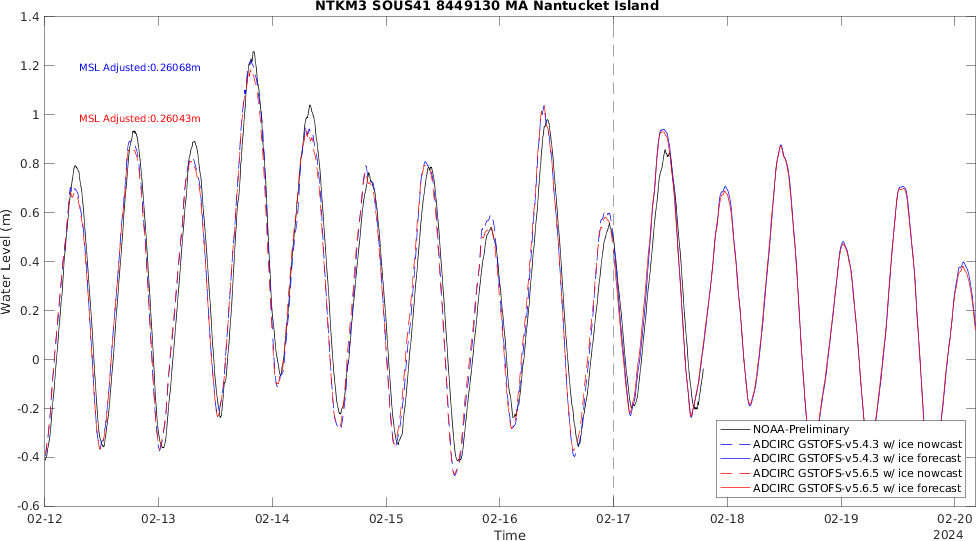 NTKM3 SOUS41 8449130 MA Nantucket Island
1.4
1.2
1
0.8
0.6
0.4
0.2
0
-0.2
-0.4
-0.6
Water Level (m)
MSL Adjusted:0.26068m
MSL Adjusted:0.26043m
NOAA-Preliminary
ADCIRC GSTOFS-v5.4.3 w/ ice nowcast
ADCIRC GSTOFS-v5.4.3 w/ ice forecast
ADCIRC GSTOFS-v5.6.5 w/ ice nowcast
ADCIRC GSTOFS-v5.6.5 w/ ice forecast
02-12 02-13 02-14 02-15 02-16 02-17 02-18 02-19 02-20
Time
2024